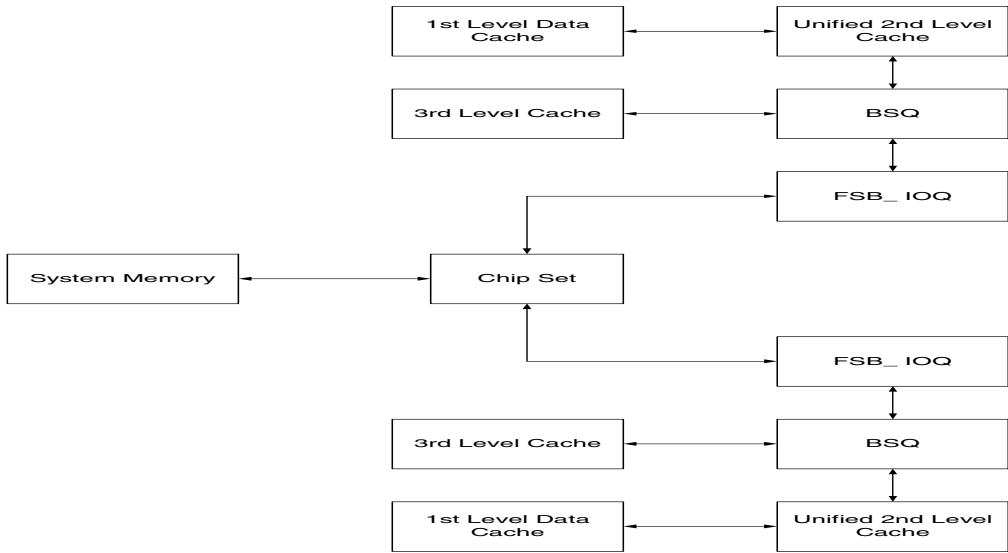 1st Level Data
Cache
Unified 2nd Level
Cache
3rd Level Cache
BSQ
FSB_ IOQ
System Memory
Chip Set
FSB_ IOQ
3rd Level Cache
BSQ
1st Level Data
Cache
Unified 2nd Level
Cache